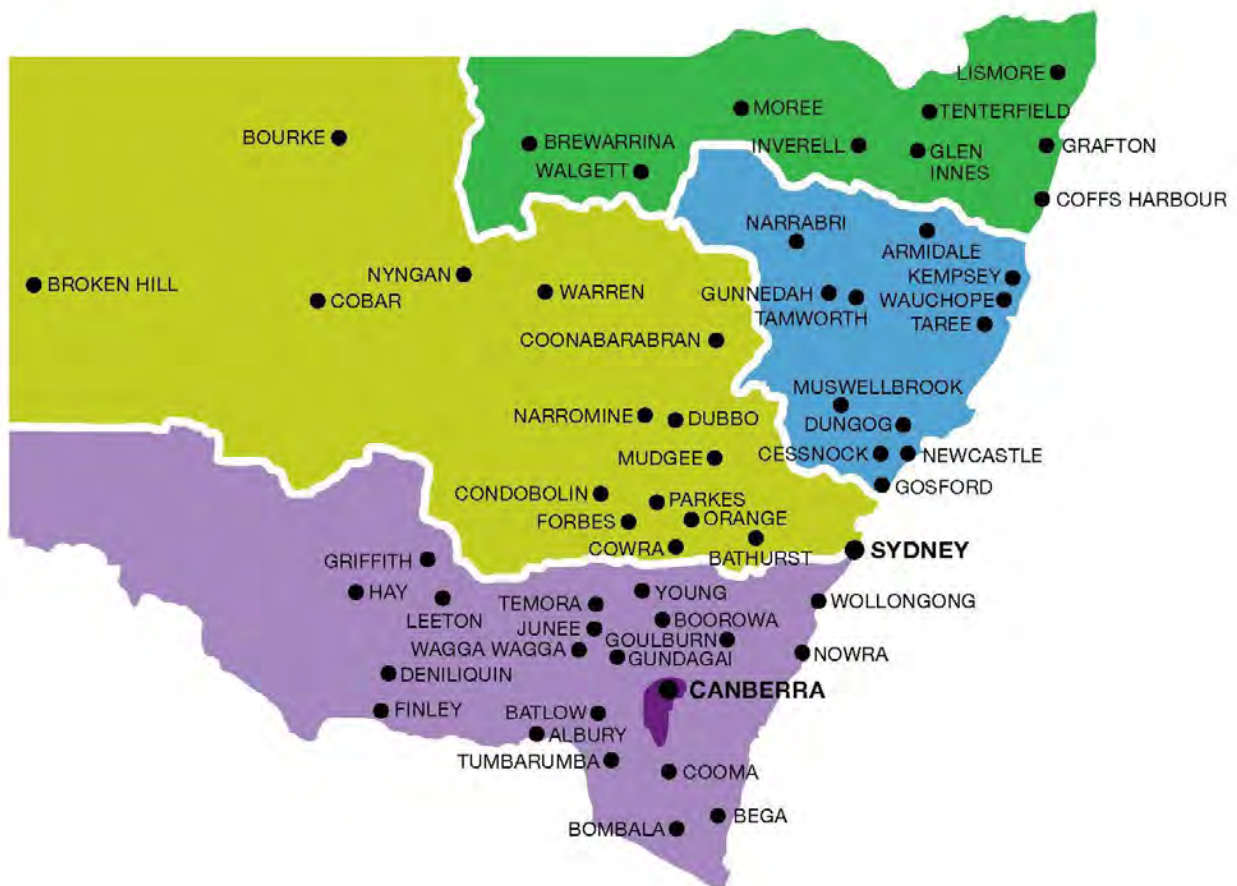 LISMORE
MOREE
TENTERFIELD
BOURKE
BREWARRINA
INVERELL
GLEN
INNES
GRAFTON
WALGETT
COFFS HARBOUR
NARRABRI
ARMIDALE
NYNGAN
KEMPSEY
BROKEN HILL
COBAR
WARREN
GUNNEDAH
WAUCHOPE
TAMWORTH
TAREE
COONABARABRAN
MUSWELLBROOK
NARROMINE
DUBBO
DUNGOG
MUDGEE
CESSNOCK
NEWCASTLE
GOSFORD
CONDOBOLIN
PARKES
FORBES
ORANGE
COWRA
BATHURST
SYDNEY
GRIFFITH
HAY
LEETON
TEMORA
YOUNG
WOLLONGONG
JUNEE
BOOROWA
GOULBURN
WAGGA WAGGA
GUNDAGAI
NOWRA
DENILIQUIN
CANBERRA
FINLEY
BATLOW
ALBURY
TUMBARUMBA
COOMA
BEGA
BOMBALA